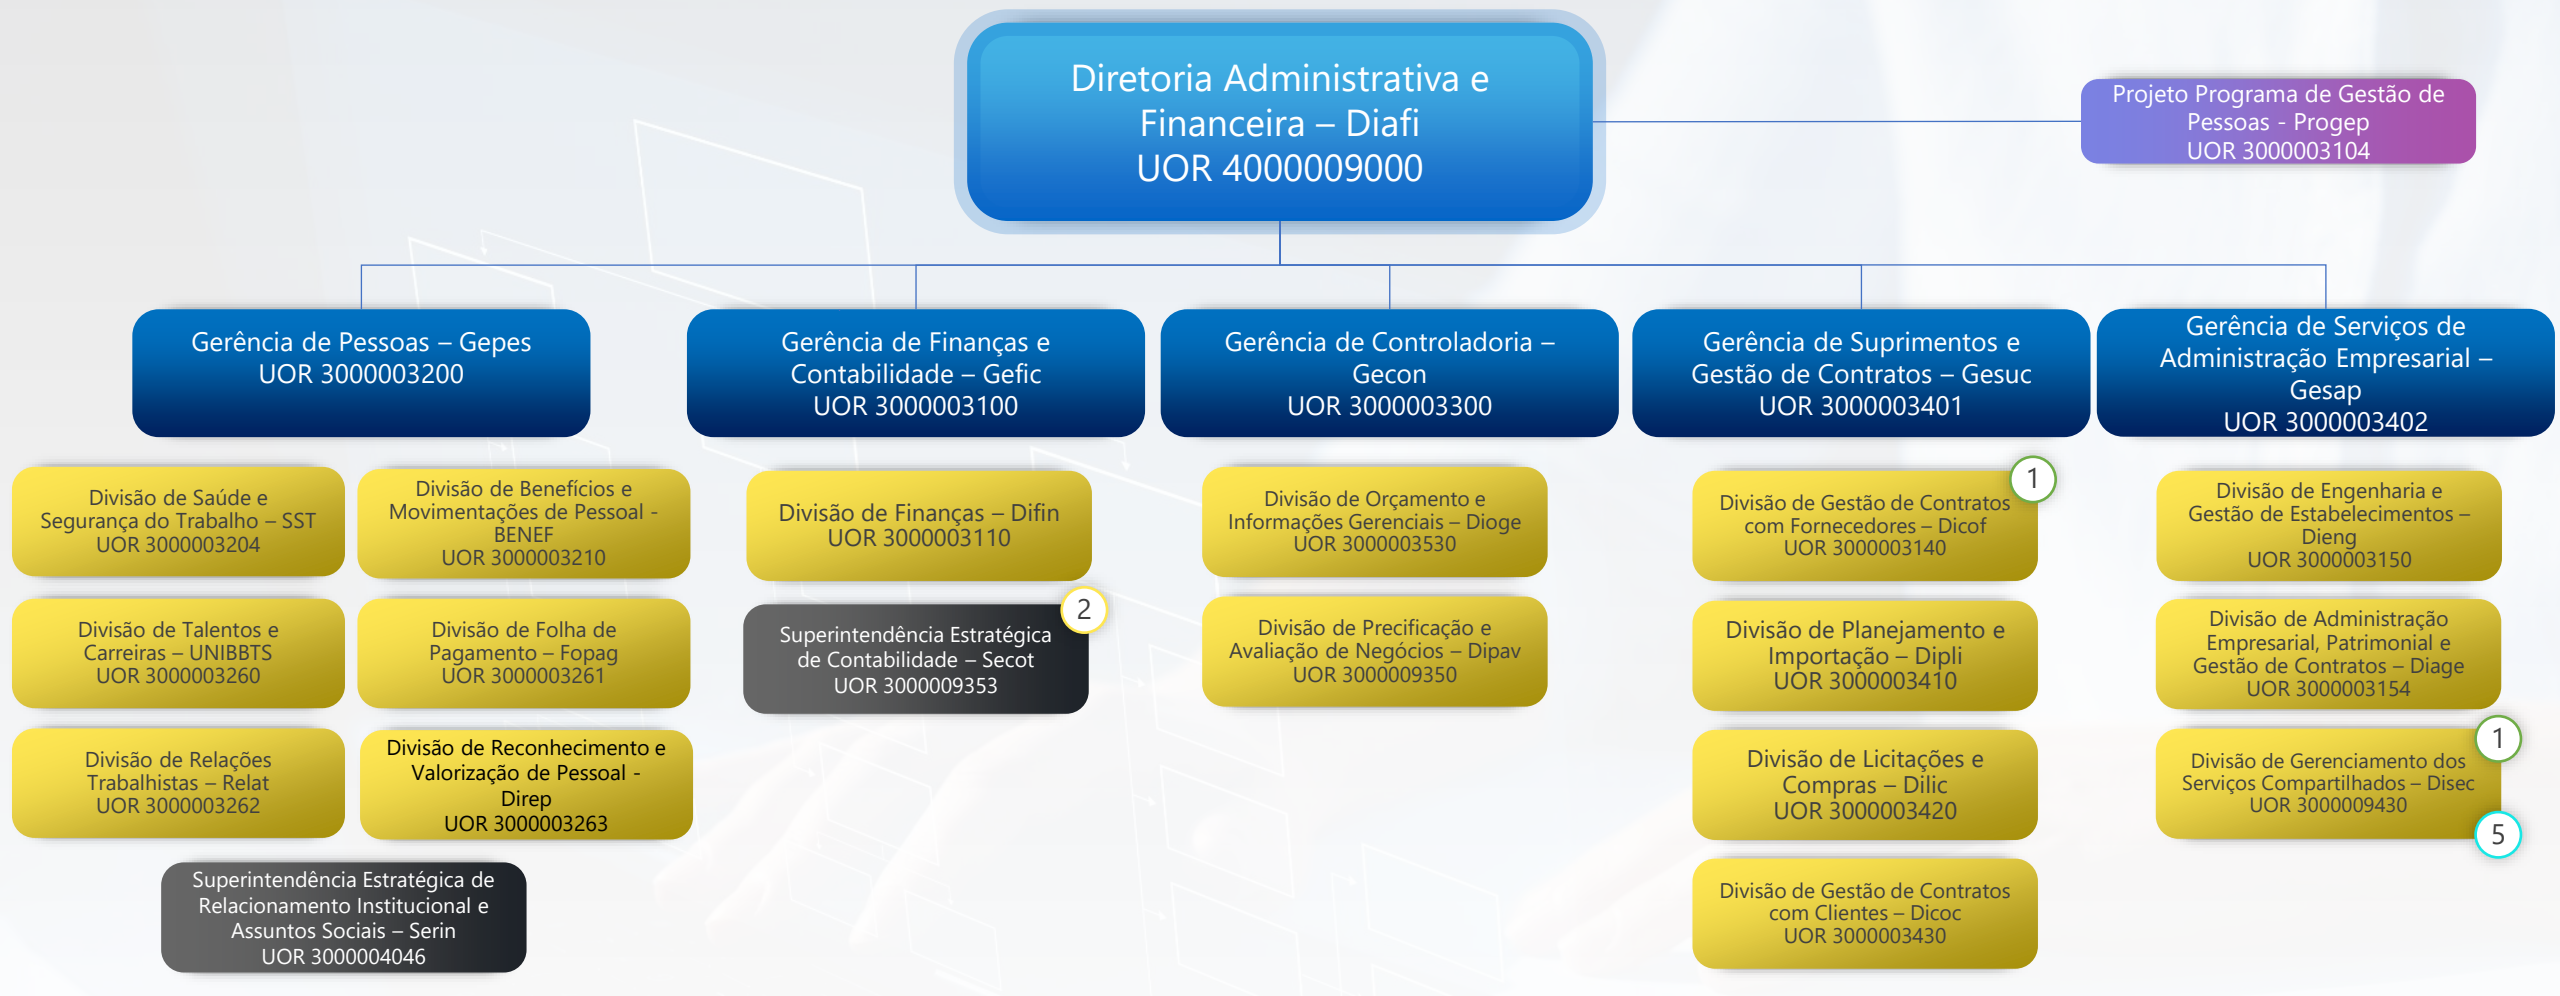 Diretoria Administrativa e
Financeira – Diafi
UOR 4000009000
Projeto Programa de Gestão de
Pessoas - Progep
UOR 3000003104
Gerência de Pessoas – Gepes
UOR 3000003200
Gerência de Finanças e
Contabilidade – Gefic
UOR 3000003100
Gerência de Controladoria –
Gecon
UOR 3000003300
Gerência de Suprimentos e
Gestão de Contratos – Gesuc
UOR 3000003401
Gerência de Serviços de
Administração Empresarial –
Gesap
UOR 3000003402
Divisão de Saúde e
Segurança do Trabalho – SST
UOR 3000003204
Divisão de Benefícios e
Movimentações de Pessoal -
BENEF
UOR 3000003210
Divisão de Talentos e
Carreiras – UNIBBTS
UOR 3000003260
Divisão de Folha de
Pagamento – Fopag
UOR 3000003261
Divisão de Relações
Trabalhistas – Relat
UOR 3000003262
Divisão de Reconhecimento e
Valorização de Pessoal -
Direp
UOR 3000003263
Superintendência Estratégica de
Relacionamento Institucional e
Assuntos Sociais – Serin
UOR 3000004046
Divisão de Finanças – Difin
UOR 3000003110
2
Superintendência Estratégica
de Contabilidade – Secot
UOR 3000009353
Divisão de Orçamento e
Informações Gerenciais – Dioge
UOR 3000003530
Divisão de Precificação e
Avaliação de Negócios – Dipav
UOR 3000009350
1
Divisão de Gestão de Contratos
com Fornecedores – Dicof
UOR 3000003140
Divisão de Planejamento e
Importação – Dipli
UOR 3000003410
Divisão de Licitações e
Compras – Dilic
UOR 3000003420
Divisão de Gestão de Contratos
com Clientes – Dicoc
UOR 3000003430
Divisão de Engenharia e
Gestão de Estabelecimentos –
Dieng
UOR 3000003150
Divisão de Administração
Empresarial, Patrimonial e
Gestão de Contratos – Diage
UOR 3000003154
1
Divisão de Gerenciamento dos
Serviços Compartilhados – Disec
UOR 3000009430
5